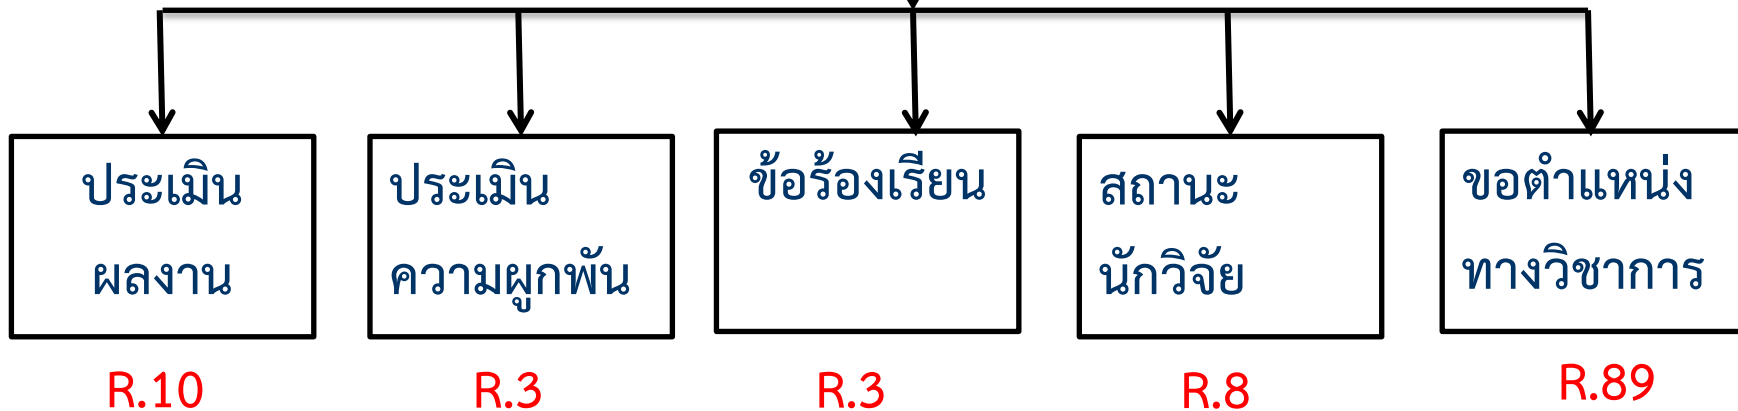 ประเมิน
ผลงาน
R.10
ประเมิน
ความผูกพัน
R.3
ข้อร้องเรียน
R.3
สถานะ
นักวิจัย
R.8
ขอตำแหน่ง
ทางวิชาการ
R.89